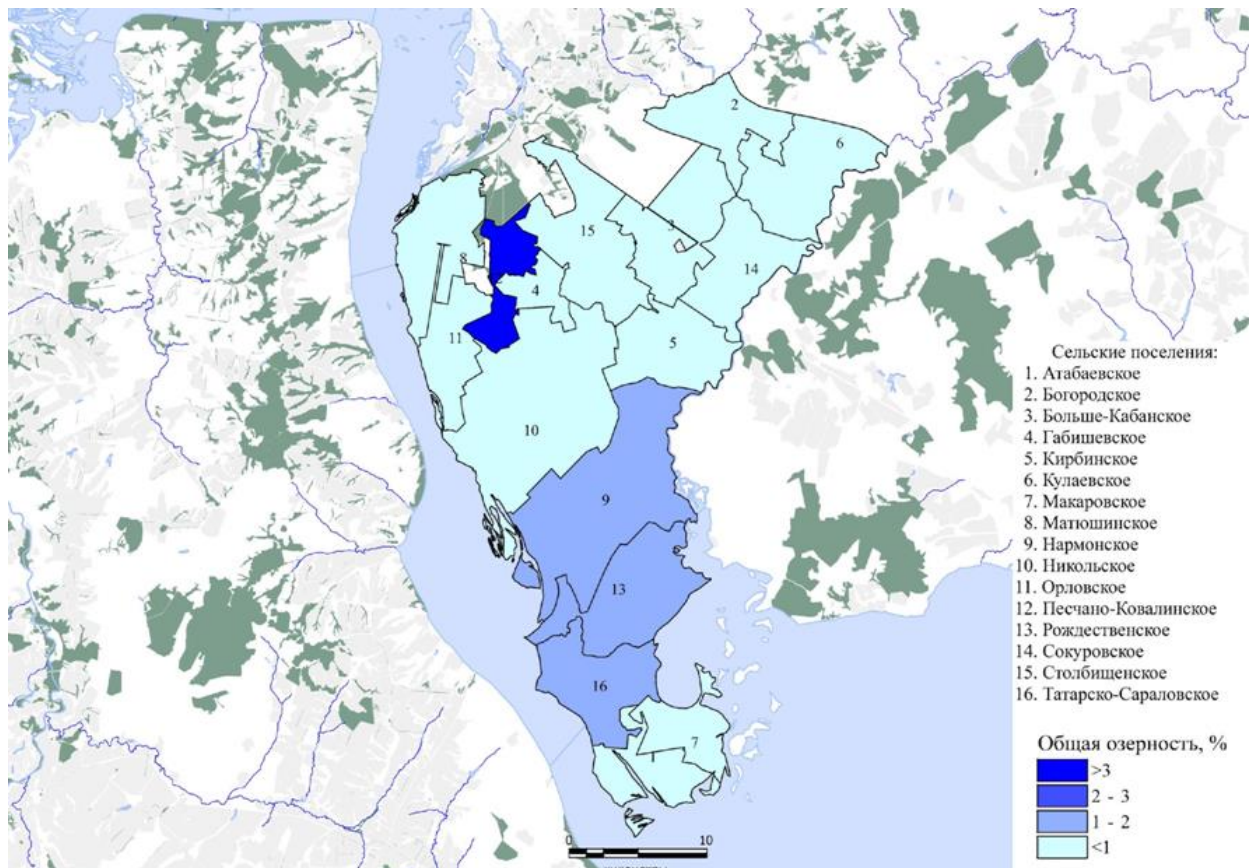 2
6
3
15
14
8
4
11
5
10
9
13
16
7
1
Сельские поселения:
1. Атабаевское
2. Богородское
3. Больше-Кабанское
4. Габишевское
5. Кирбинское
6. Кулаевское
7. Макаровское
8. Матюшинское
9. Нармонское
10. Никольское
11. Орловское
12. Песчано-Ковалинское
13. Рождественское
14. Сокуровское
15. Столбищенское
16. Татарско-Сараловское
Общая озерность, %
>3
2 - 3
1 - 2
<1
0 10